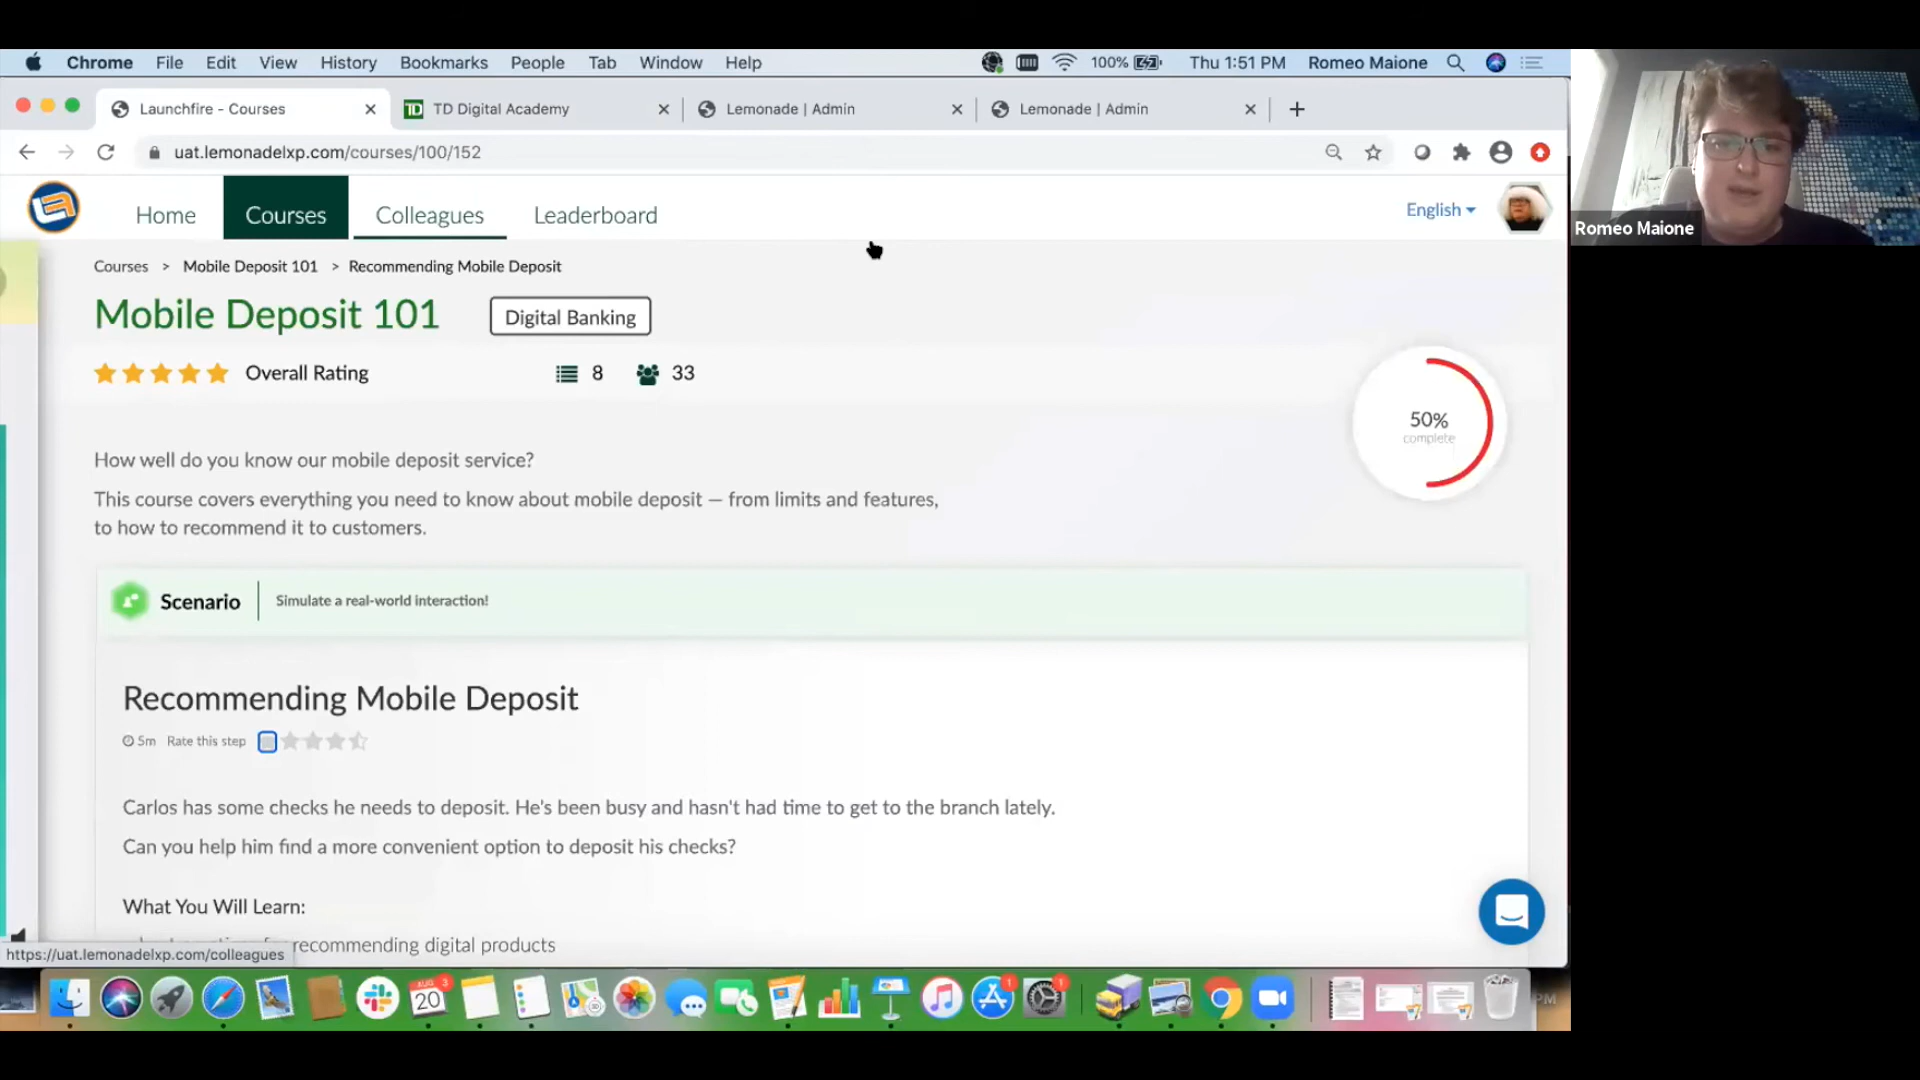 Chrome File Edit View History Bookmarks People Tab Window Help 100% Thu 1:51 PM Romeo Maione
Launchfire - Courses TD TD Digital Academy Lemonade | Admin Lemonade | Admin
uat.lemonadelxp.com/courses/100/152
Home Courses Colleagues Leaderboard English
Romeo Maione
Courses > Mobile Deposit 101 > Recommending Mobile Deposit
Mobile Deposit 101 Digital Banking
Overall Rating 8 33
50%
complete
How well do you know our mobile deposit service?
This course covers everything you need to know about mobile deposit — from limits and features,
to how to recommend it to customers.
Scenario Simulate a real-world interaction!
Recommending Mobile Deposit
5m Rate this step
Carlos has some checks he needs to deposit. He's been busy and hasn't had time to get to the branch lately.
Can you help him find a more convenient option to deposit his checks?
What You Will Learn:
recommending digital products
https://uat.lemonadelxp.com/colleagues
AUG 3
20
1 1
PM